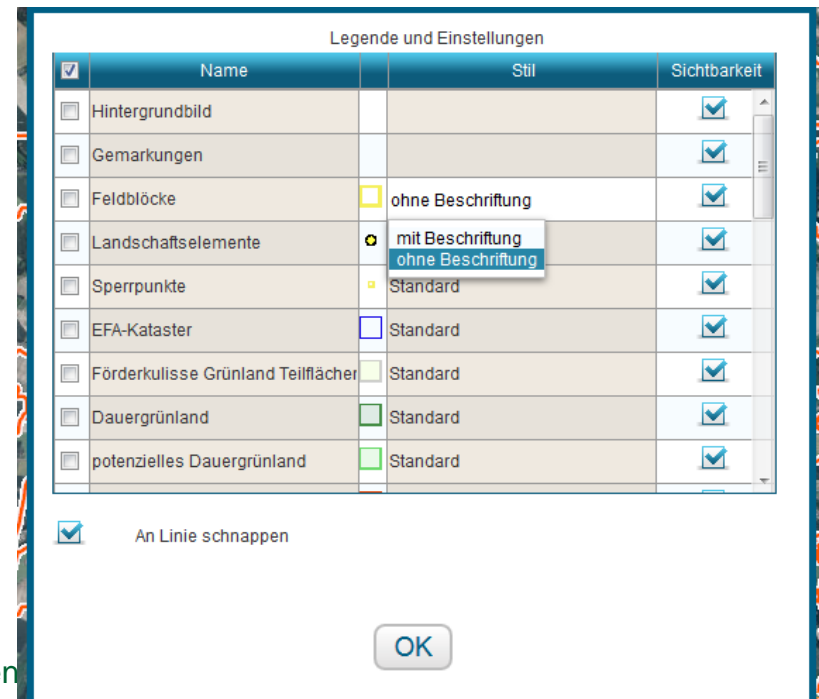 Legende und Einstellungen
Name Stil Sichtbarkeit
Hintergrundbild
Gemarkungen
Feldblöcke ohne Beschriftung
Landschaftselemente mit Beschriftung
ohne Beschriftung
Sperrpunkte Standard
EFA-Kataster Standard
Förderkulisse Grünland Teilflächer Standard
Dauergrünland Standard
potenzielles Dauergrünland Standard
An Linie schnappen
OK